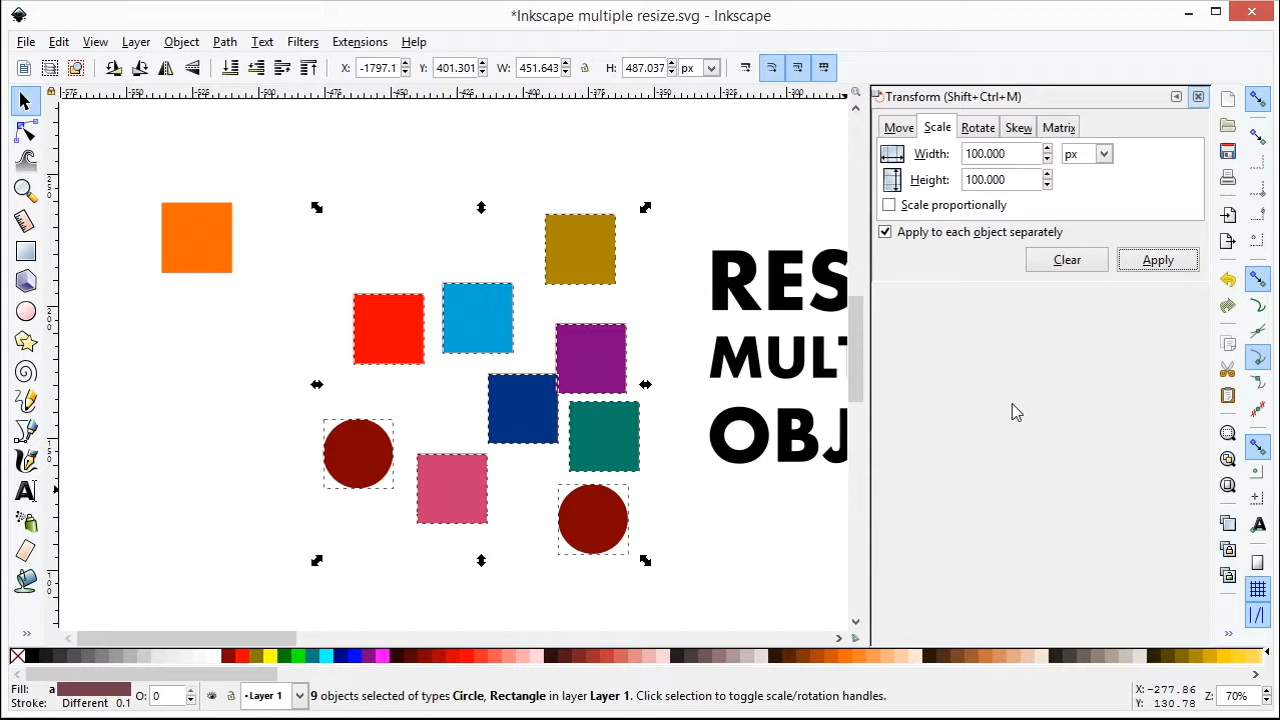 *Inkscape multiple resize.svg - Inkscape
File Edit View Layer Object Path Text Filters Extensions Help
X: -1797.1 Y: 401.301 W: 451.643 H: 487.037 px
Transform (Shift+Ctrl+M)
Move Scale Rotate Skew Matrix
Width: 100.000 px
Height: 100.000
Scale proportionally
Apply to each object separately
Clear Apply
RES
MULT
OBJ
Fill: a
Stroke: Different 0.1
O: 0
•Layer 1
9 objects selected of types Circle, Rectangle in layer Layer 1. Click selection to toggle scale/rotation handles.
X: -277.86
Y: 130.78
Z: 70%